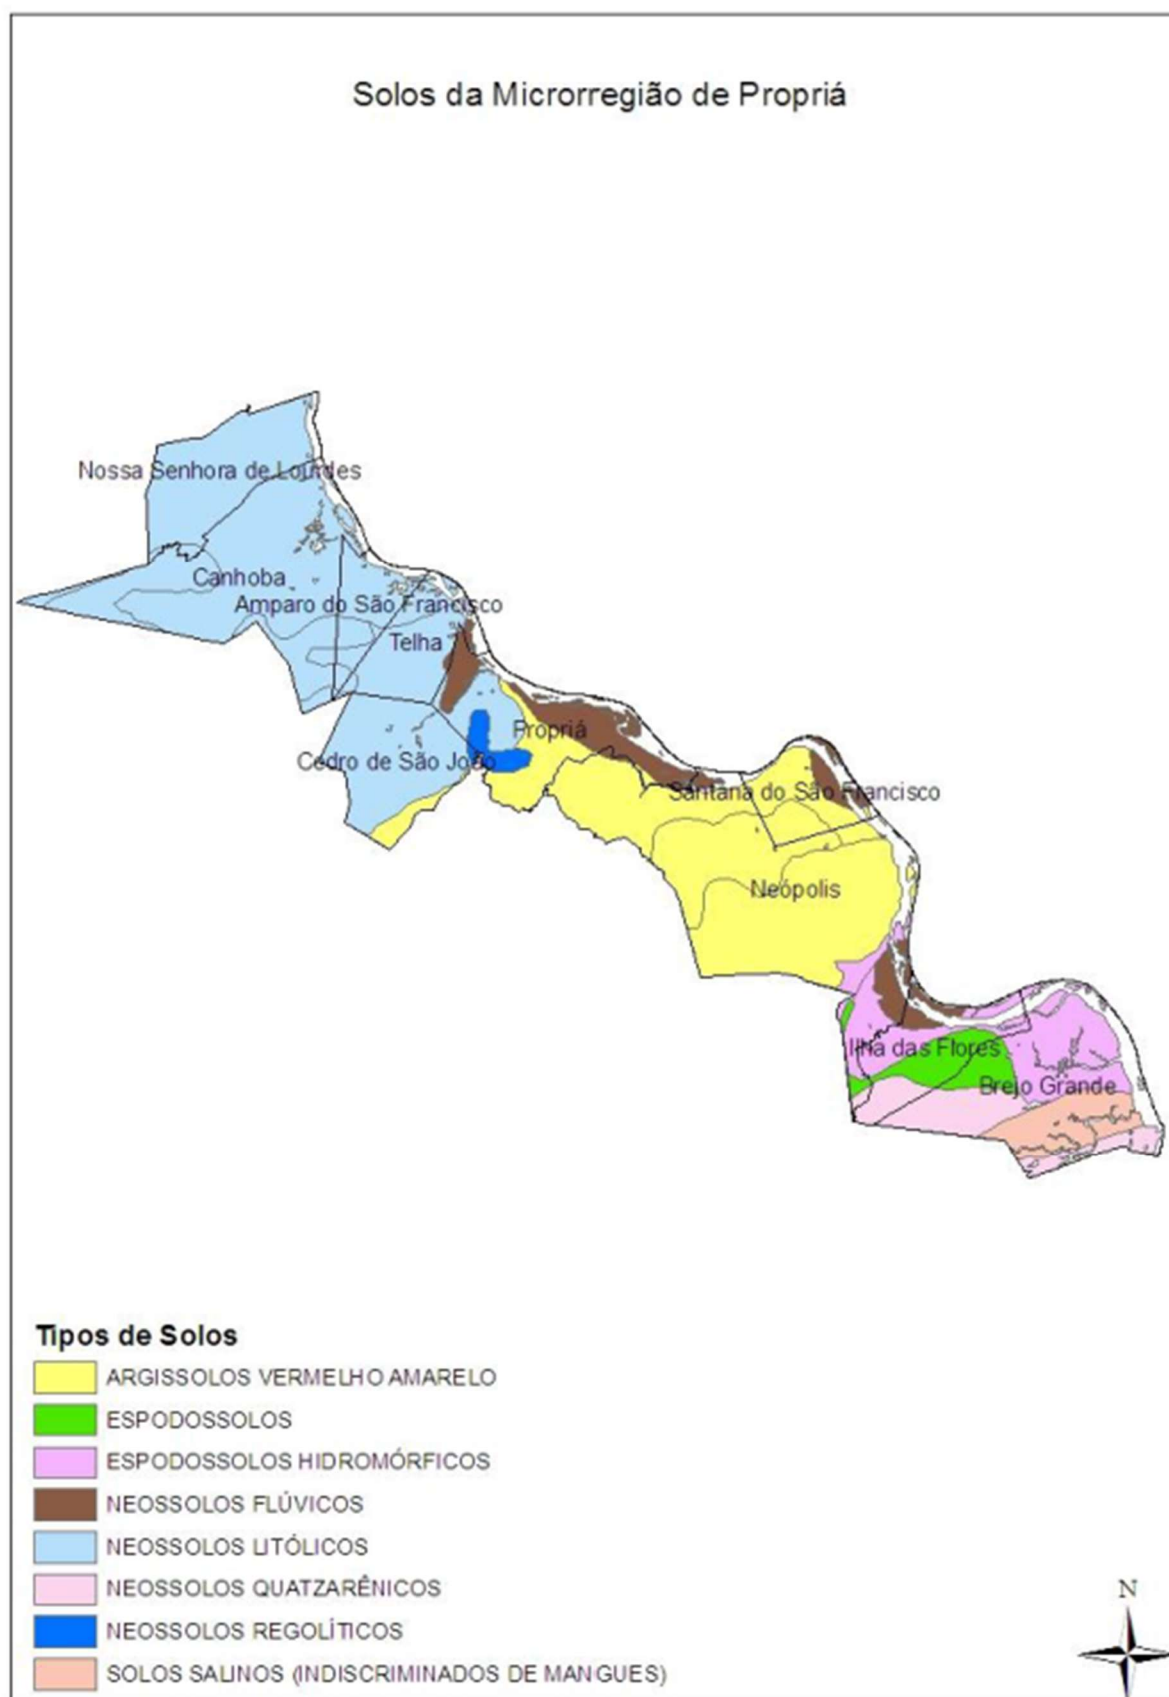 Solos da Microrregião de Propriá
Nossa Senhora de Lourdes
Canhoba
Amparo do São Francisco
Telha
Propriá
Cedro de São João
Santana do São Francisco
Neópolis
Ilha das Flores
Brejo Grande
Tipos de Solos
ARGISSOLOS VERMELHO AMARELO
ESPODOSSOLOS
ESPODOSSOLOS HIDROMÓRFICOS
NEOSSOLOS FLÚVICOS
NEOSSOLOS LITÓLICOS
NEOSSOLOS QUATZARÊNICOS
NEOSSOLOS REGOLÍTICOS
SOLOS SALINOS (INDISCRIMINADOS DE MANGUES)
N